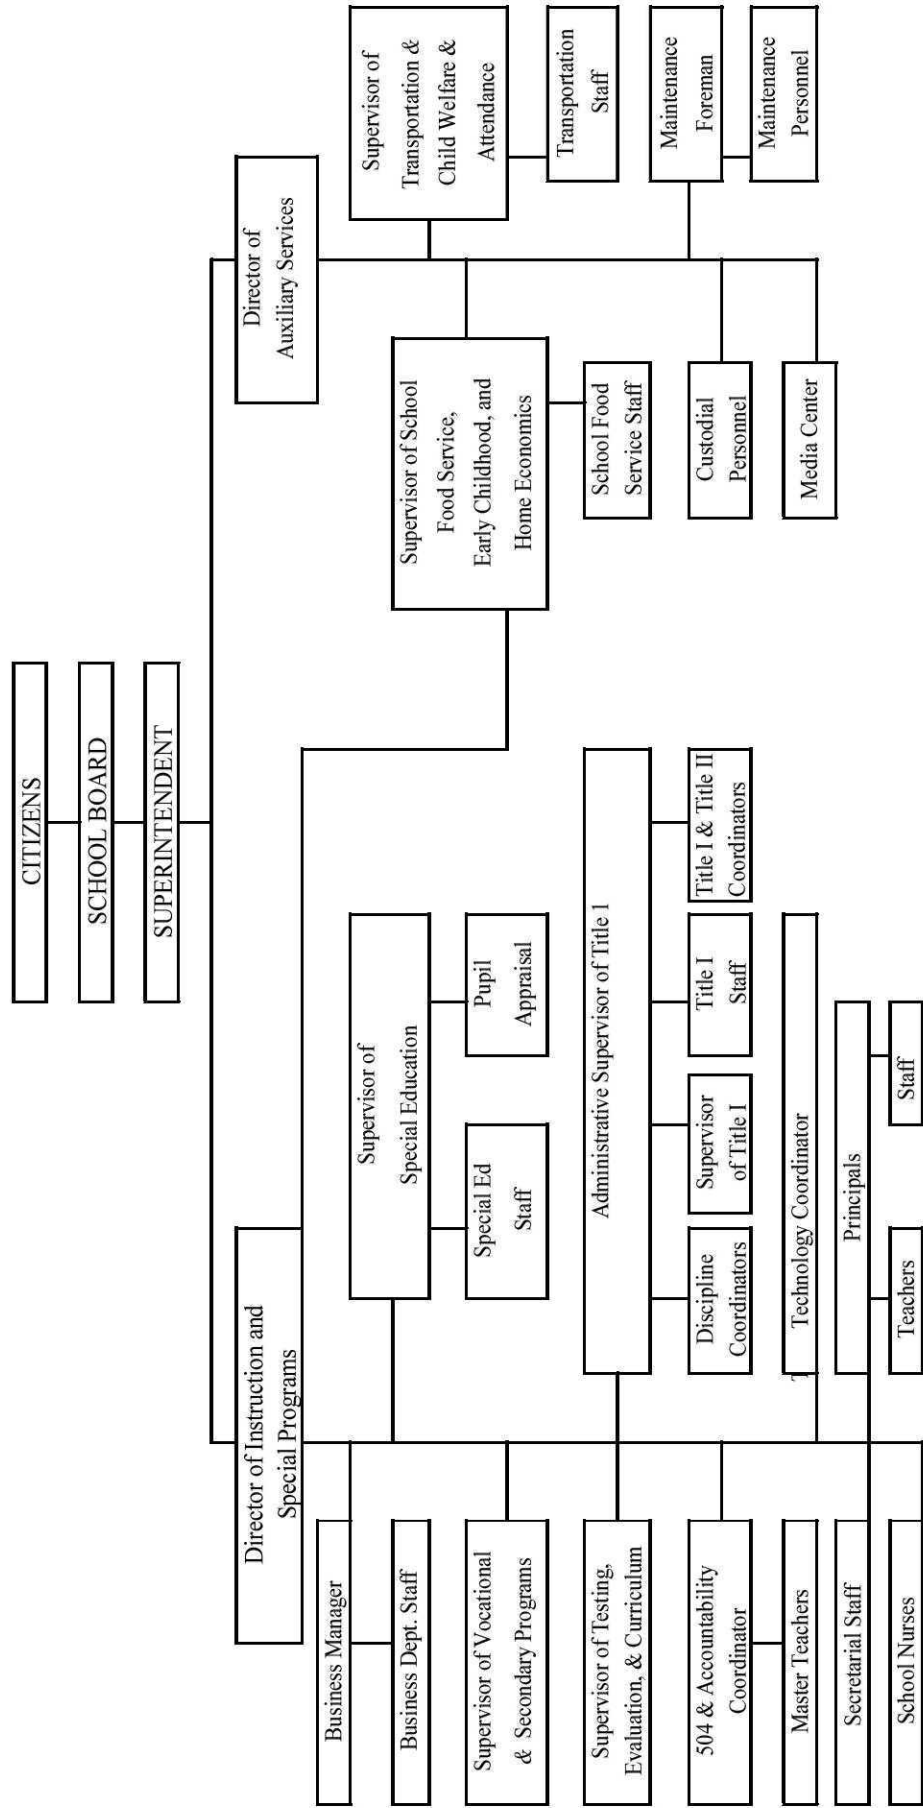 CITIZENS
SCHOOL BOARD
SUPERINTENDENT
Director of Instruction and
Special Programs
Director of
Auxiliary Services
Business Manager
Business Dept. Staff
Supervisor of Vocational
& Secondary Programs
Supervisor of Testing,
Evaluation, & Curriculum
504 & Accountability
Coordinator
Master Teachers
Secretarial Staff
School Nurses
Supervisor of
Special Education
Special Ed
Staff
Pupil
Appraisal
Administrative Supervisor of Title 1
Discipline
Coordinators
Supervisor
of Title I
Title I
Staff
Title I & Title II
Coordinators
Technology Coordinator
T
Principals
Teachers
Staff
Supervisor of School
Food Service,
Early Childhood, and
Home Economics
School Food
Service Staff
Custodial
Personnel
Media Center
Supervisor of
Transportation &
Child Welfare &
Attendance
Transportation
Staff
Maintenance
Foreman
Maintenance
Personnel